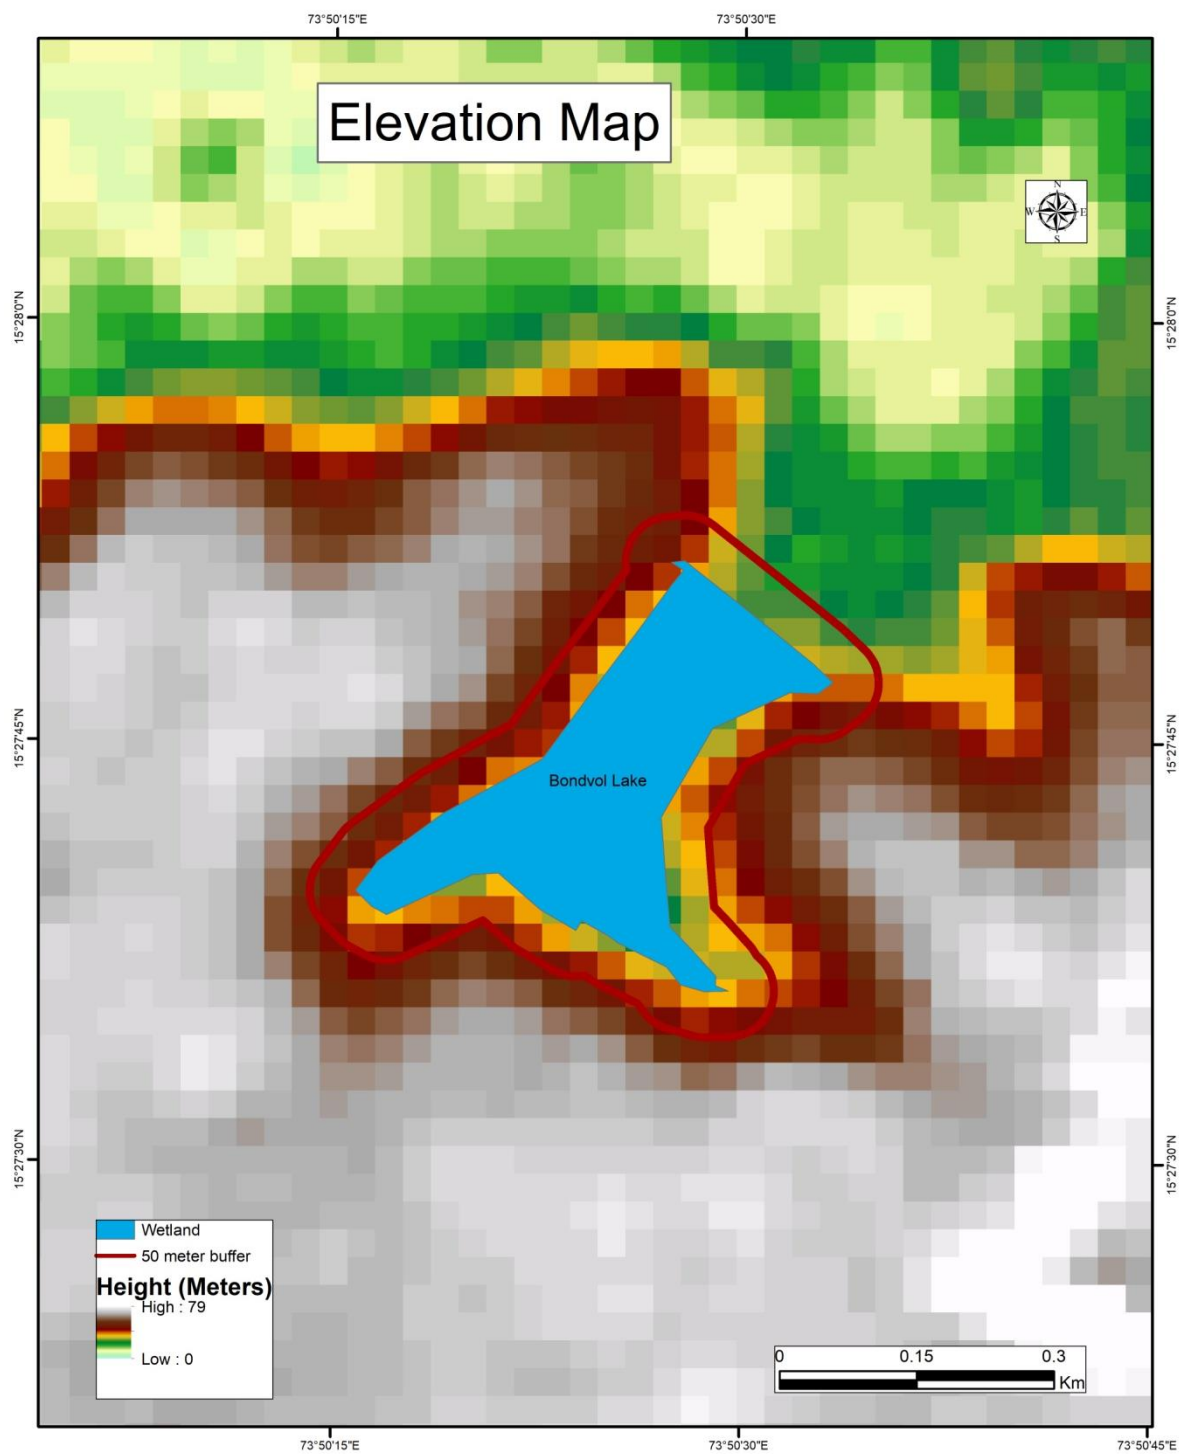 73°50'15"E
73°50'30"E
Elevation Map
N
W
E
S
15°28'0"N
15°28'0"N
15°27'45"N
15°27'45"N
Bondvol Lake
15°27'30"N
15°27'30"N
Wetland
50 meter buffer
Height (Meters)
High : 79
Low : 0
0 0.15 0.3
Km
73°50'15"E
73°50'30"E
73°50'45"E